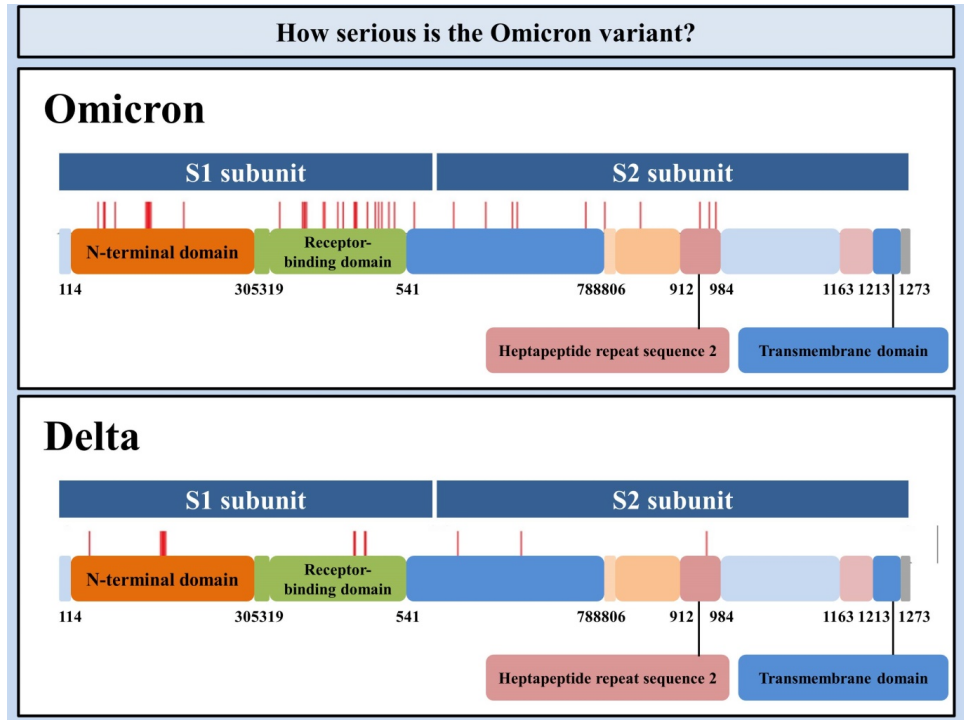 How serious is the Omicron variant?
Omicron
S1 subunit S2 subunit
N-terminal domain Receptor-
binding domain
114 305319 541 788806 912 984 1163 1213 1273
Heptapeptide repeat sequence 2 Transmembrane domain
Delta
S1 subunit S2 subunit
N-terminal domain Receptor-
binding domain
114 305319 541 788806 912 984 1163 1213 1273
Heptapeptide repeat sequence 2 Transmembrane domain